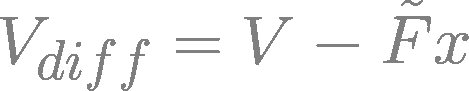 V_{diff} = V - \tilde{F}x